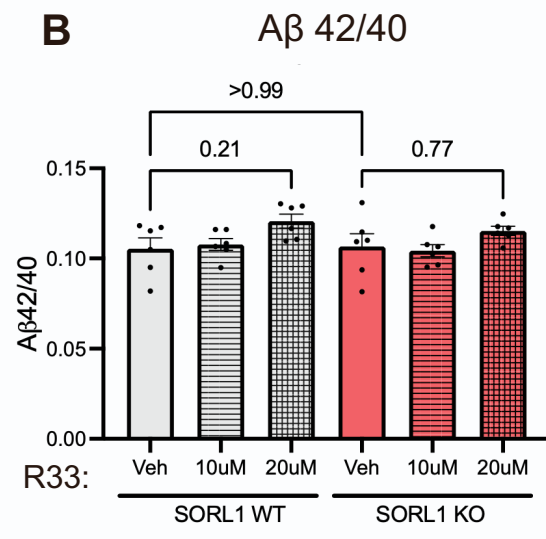 B
Aβ 42/40
>0.99
0.21
0.77
0.15
0.10
0.05
0.00
Aβ42/40
R33:
Veh 10uM 20uM Veh 10uM 20uM
SORL1 WT SORL1 KO